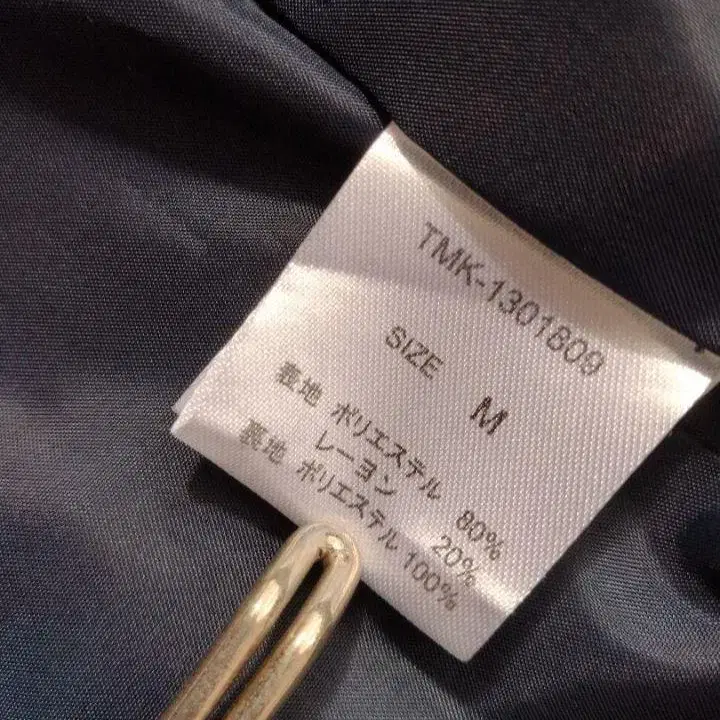 TMK-1301809
SIZE M
表地 ポリエステル 80%
レーヨン 20%
裏地 ポリエステル 100%